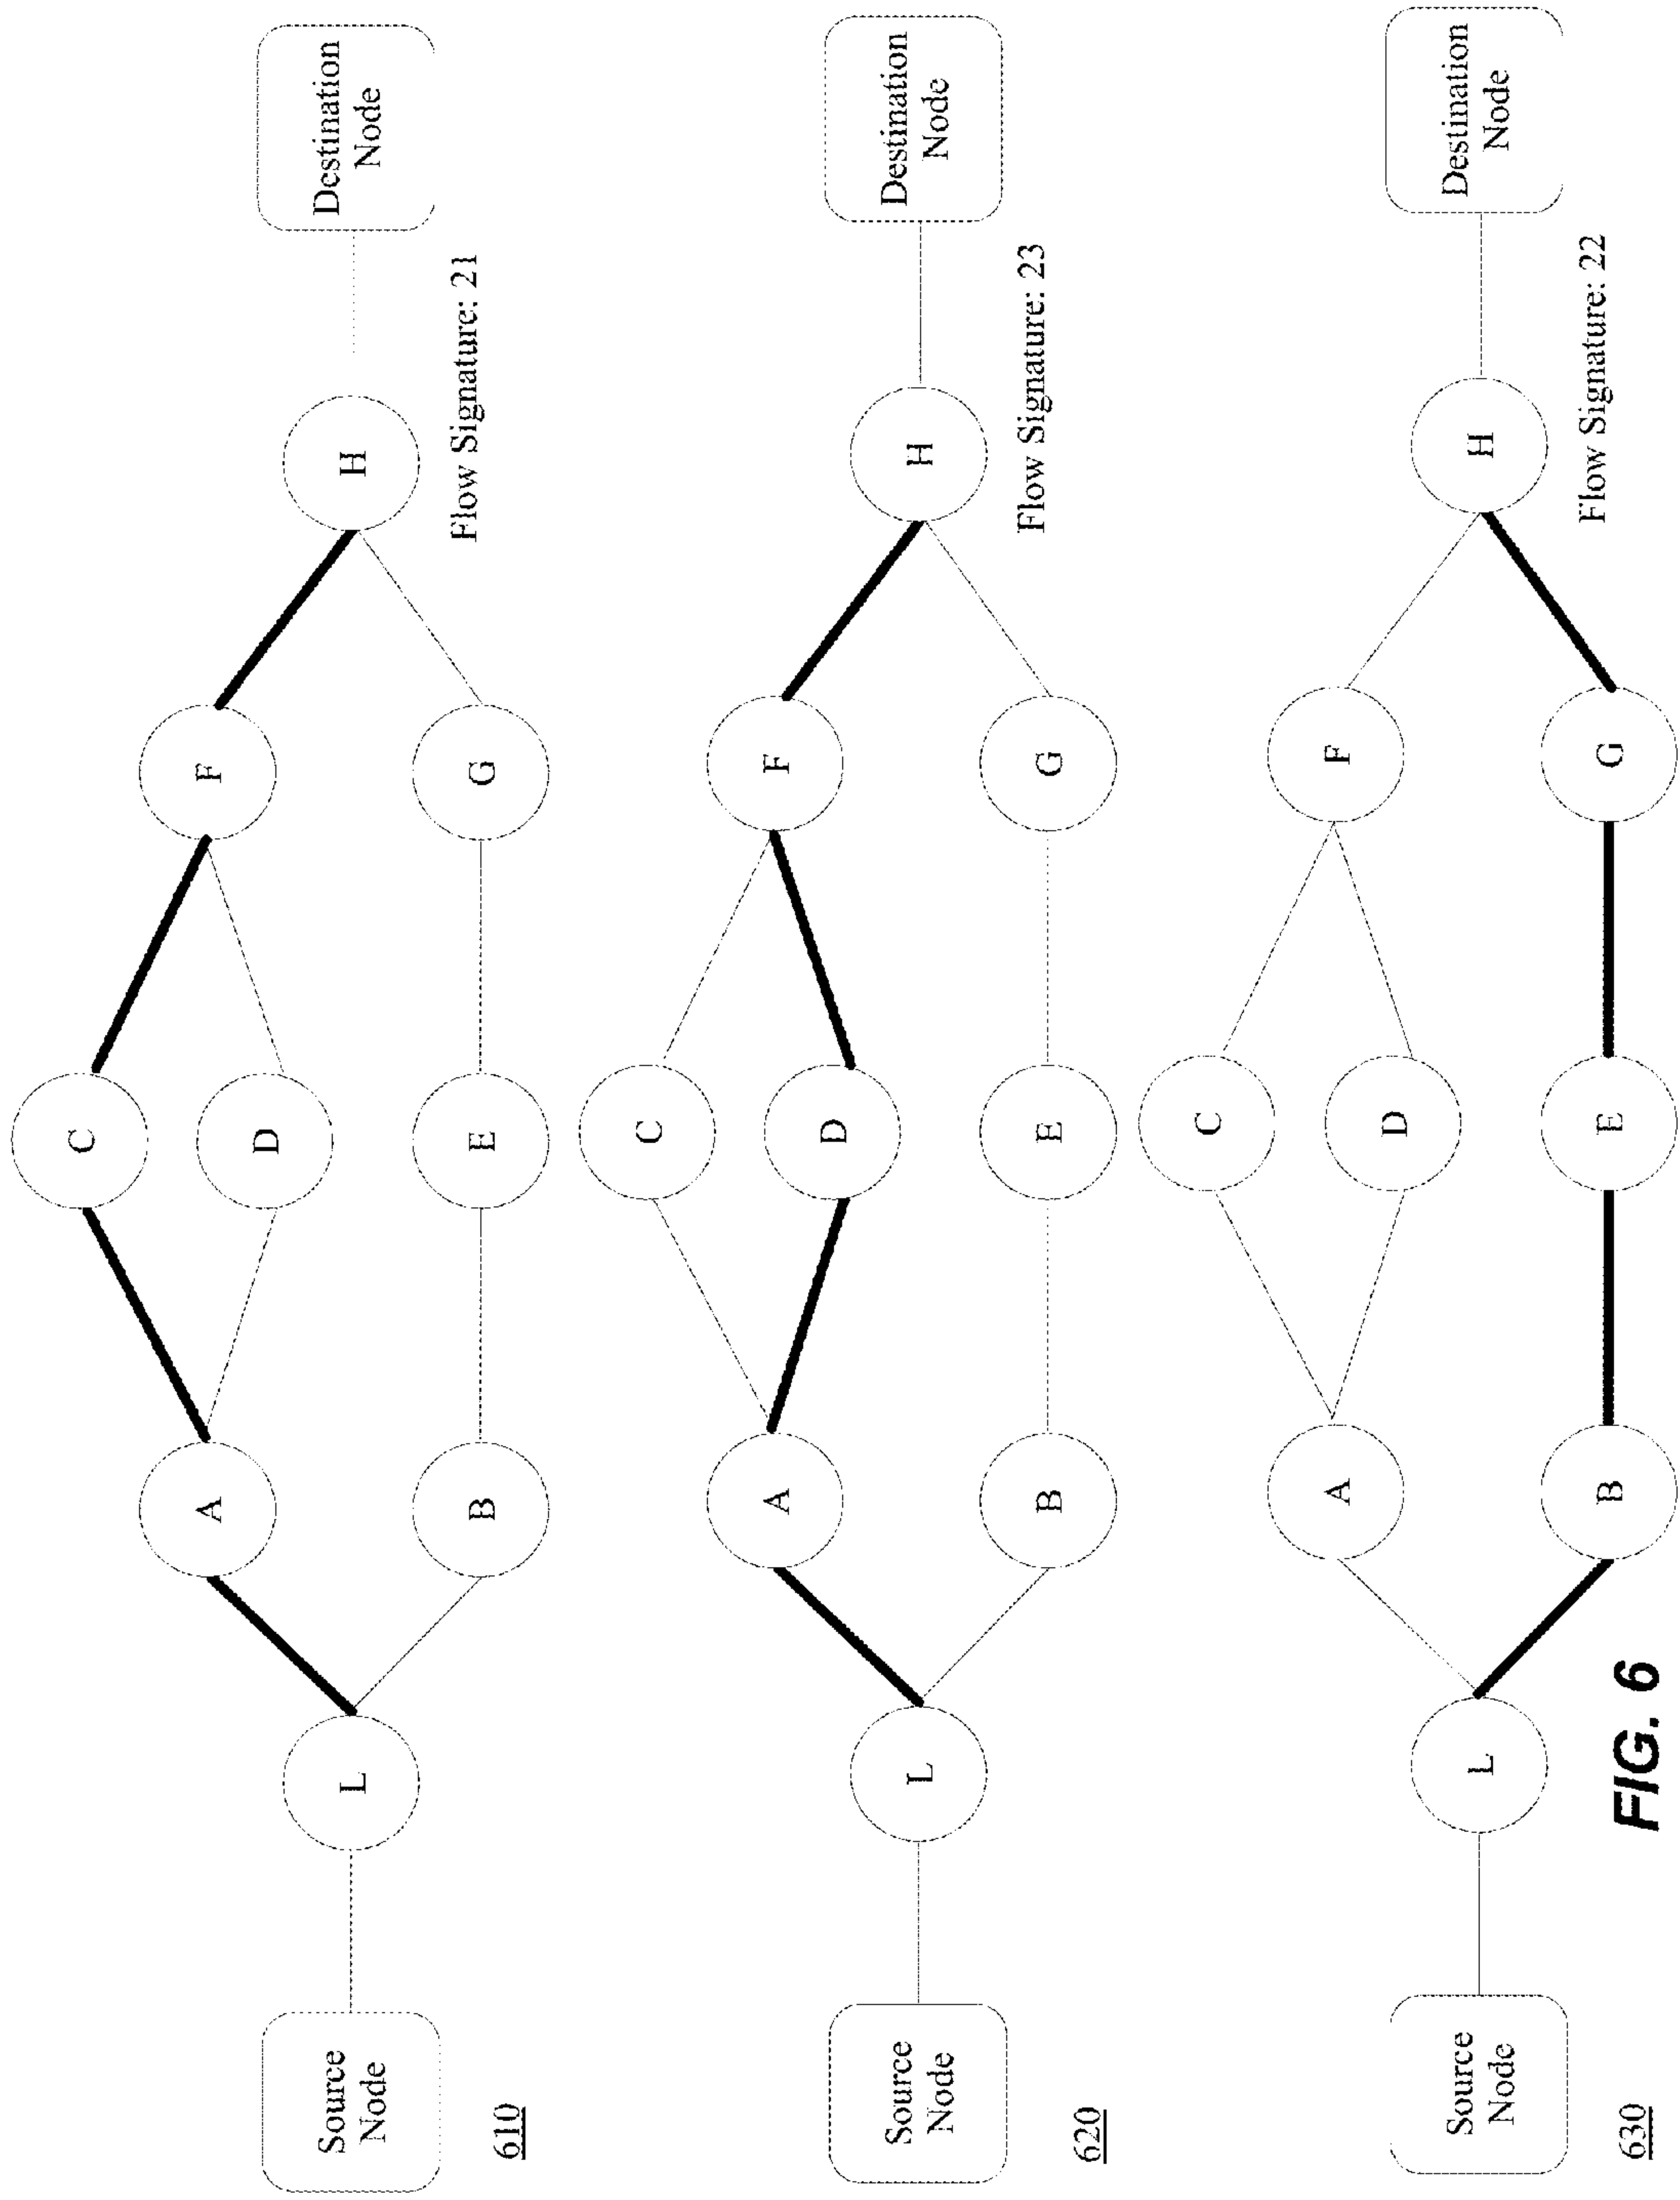 Source
Node
L
A
B
C
D
E
F
G
H
Destination
Node
Flow Signature: 21
610
Source
Node
L
A
B
C
D
E
F
G
H
Destination
Node
Flow Signature: 23
620
Source
Node
L
A
B
C
D
E
F
G
H
Destination
Node
Flow Signature: 22
630
FIG. 6